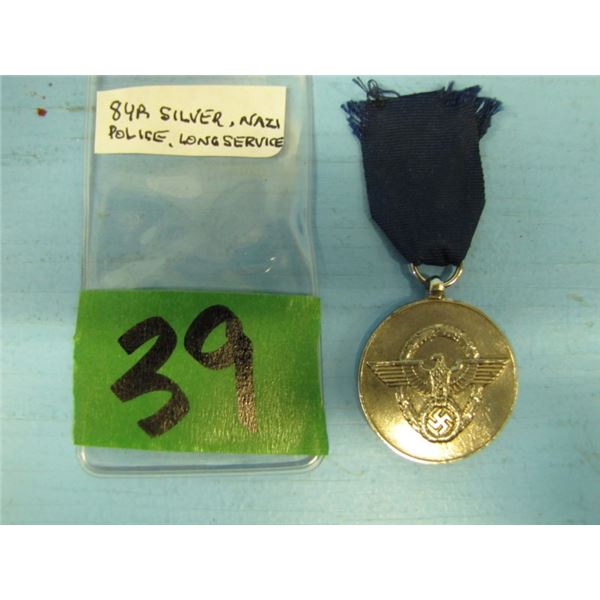 8YR SILVER, NAZI
POLICE, LONG SERVICE
39